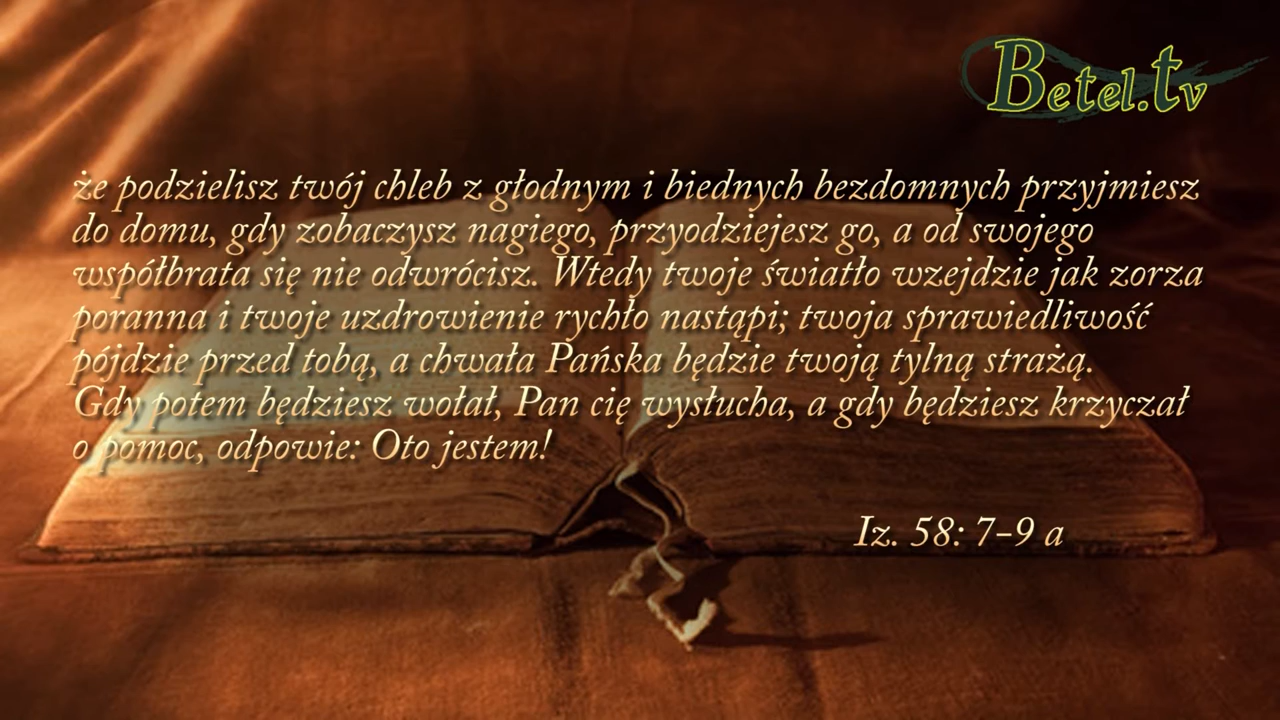 Betel.tv
że podzielisz twój chleb z głodnym i biednych bezdomnych przyjmiesz
do domu, gdy zobaczysz nagiego, przyodziejesz go, a od swojego
współbrata się nie odwrócisz. Wtedy twoje światło wzejdzie jak zorza
poranna i twoje uzdrowienie rychło nastąpi; twoja sprawiedliwość
pójdzie przed tobą, a chwała Pańska będzie twoją tylną strażą.
Gdy potem będziesz wołał, Pan cię wysłucha, a gdy będziesz krzyczał
o pomoc, odpowie: Oto jestem!
Iz. 58: 7-9 a